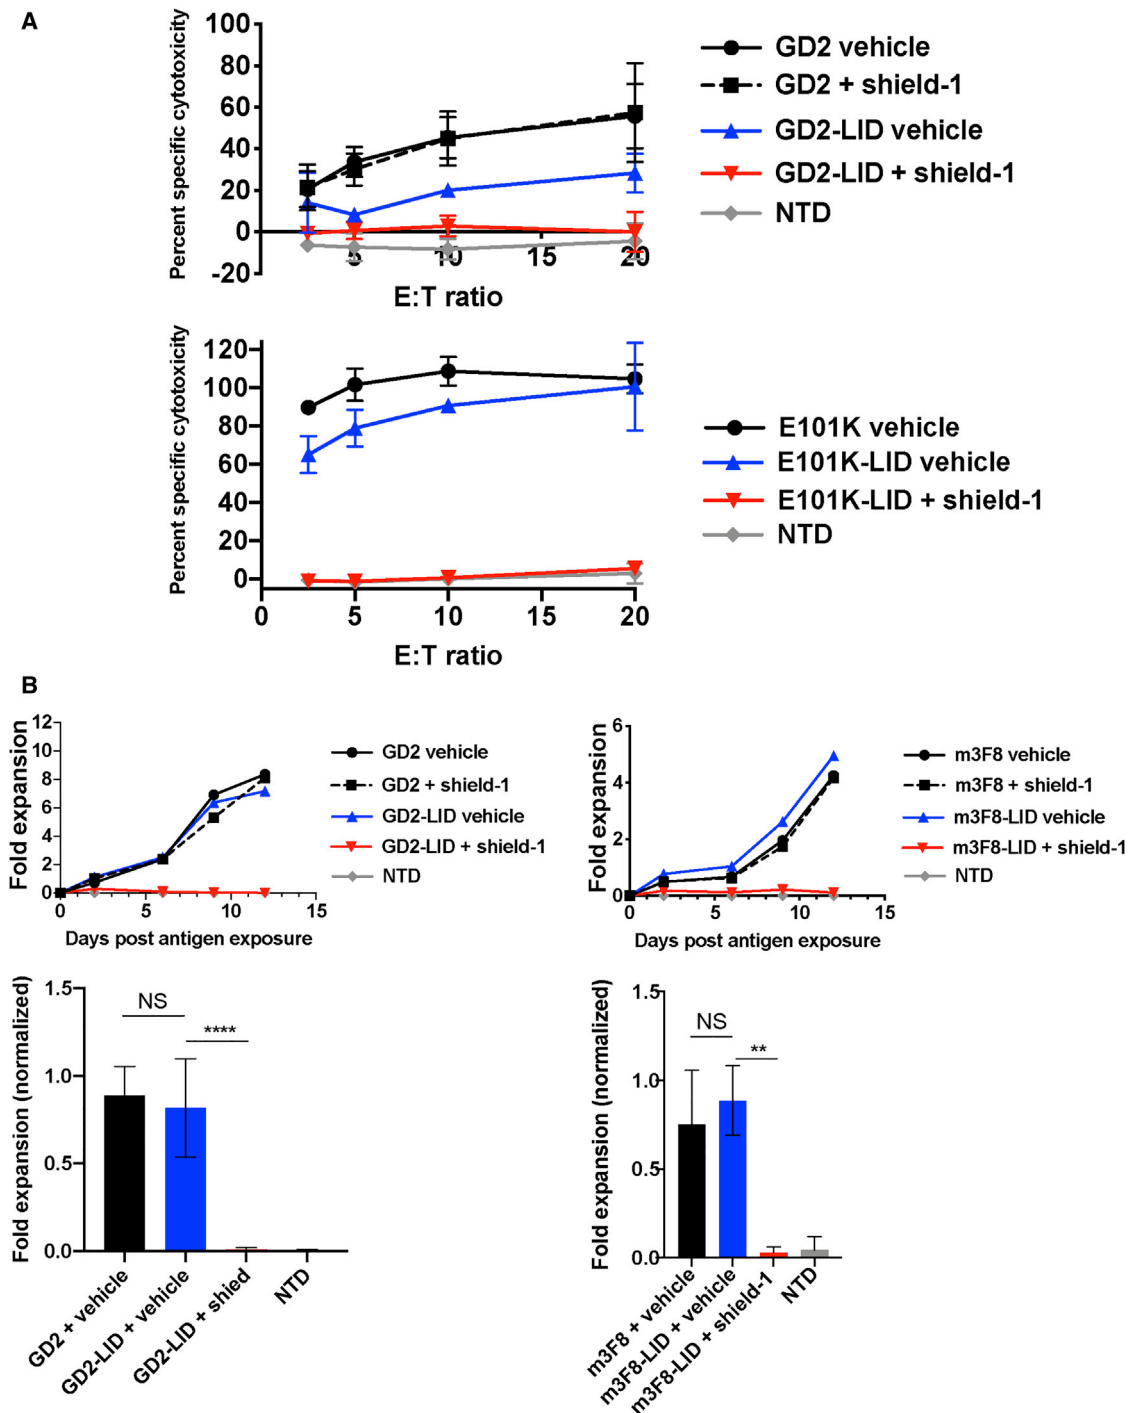 A
Percent specific cytotoxicity
100
80
60
40
20
0
-20
5
10
15
20
E:T ratio
GD2 vehicle
GD2 + shield-1
GD2-LID vehicle
GD2-LID + shield-1
NTD
Percent specific cytotoxicity
120
100
80
60
40
20
0
0 5 10 15 20
E:T ratio
E101K vehicle
E101K-LID vehicle
E101K-LID + shield-1
NTD
B
Fold expansion
12
10
8
6
4
2
0
0 5 10 15
Days post antigen exposure
GD2 vehicle
GD2 + shield-1
GD2-LID vehicle
GD2-LID + shield-1
NTD
Fold expansion
6
4
2
0
0 5 10 15
Days post antigen exposure
m3F8 vehicle
m3F8 + shield-1
m3F8-LID vehicle
m3F8-LID + shield-1
NTD
Fold expansion (normalized)
1.5
1.0
0.5
0.0
NS
****
GD2 + vehicle
GD2-LID + vehicle
GD2-LID + shied
NTD
Fold expansion (normalized)
1.5
1.0
0.5
0.0
NS
**
m3F8 + vehicle
m3F8-LID + vehicle
m3F8-LID + shield-1
NTD